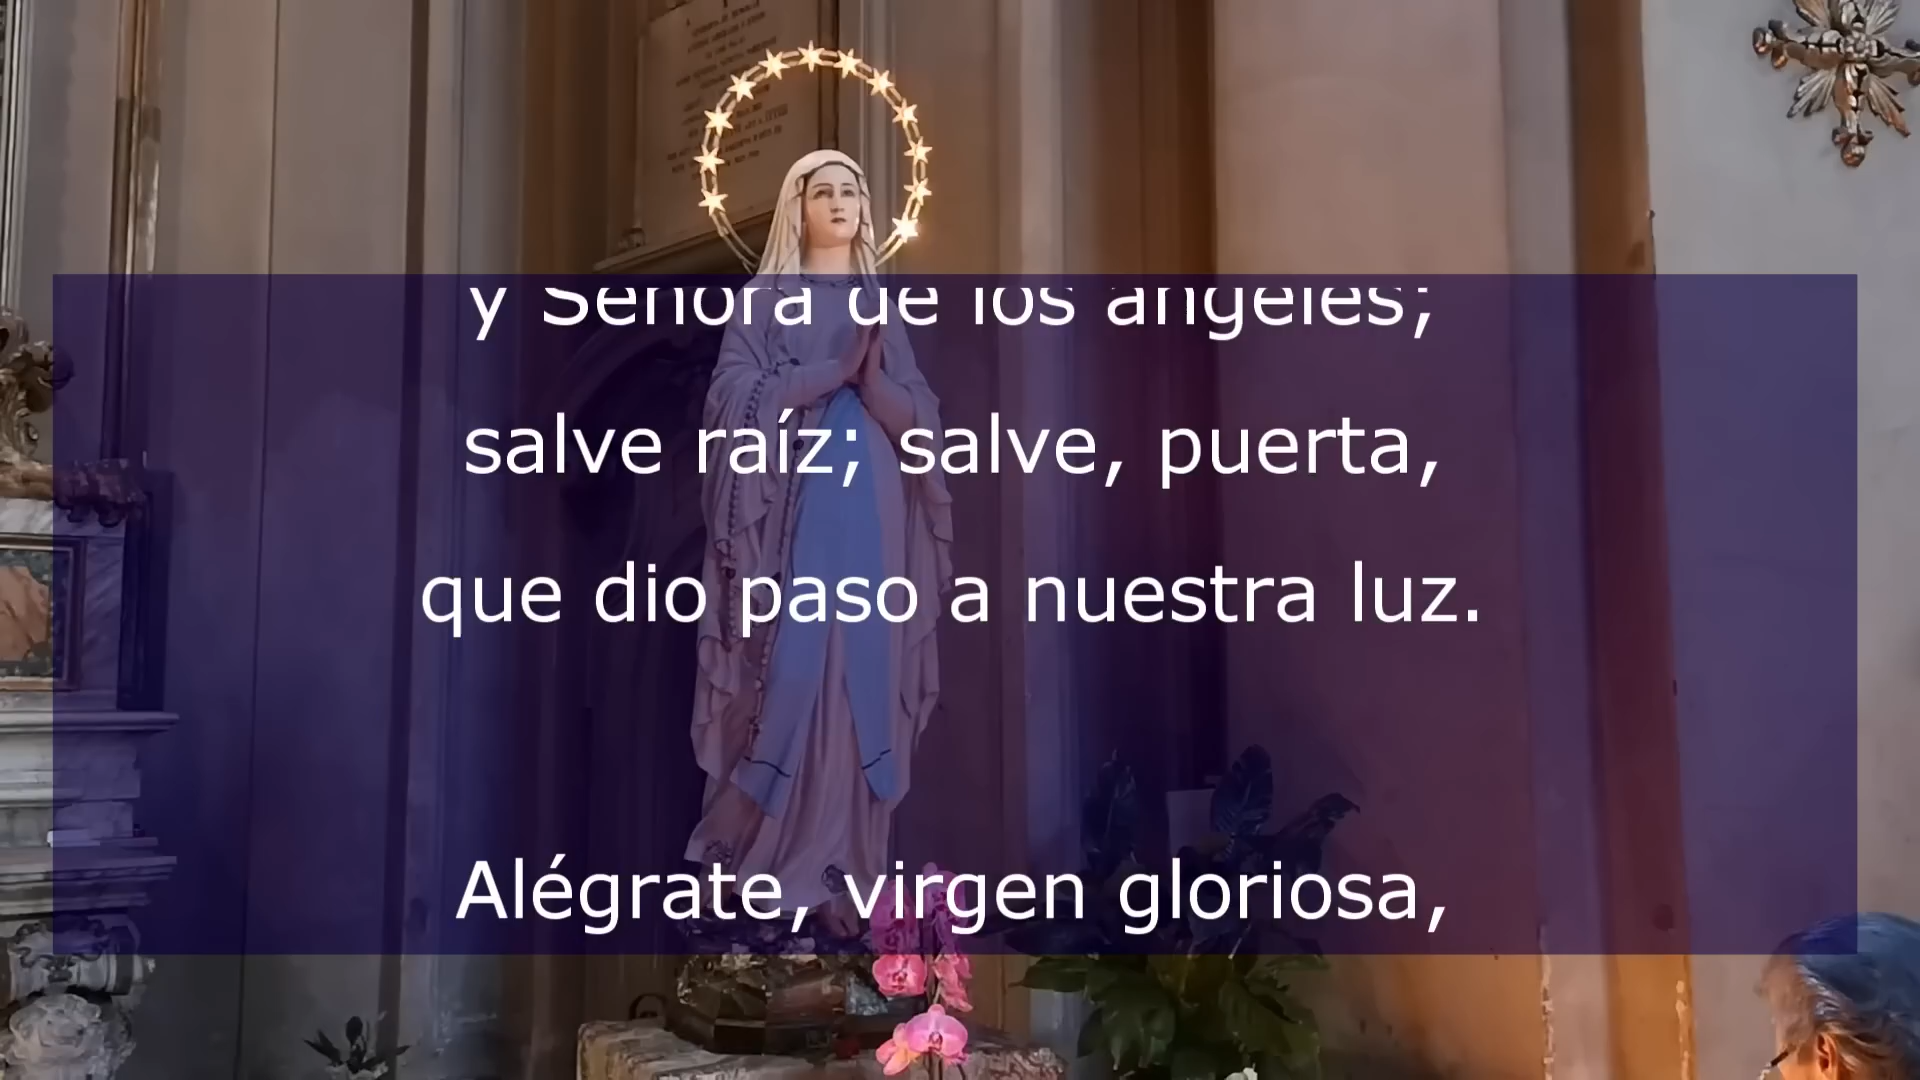 y Señora de los ángeles;
salve raíz; salve, puerta,
que dio paso a nuestra luz.
Alégrate, virgen gloriosa,